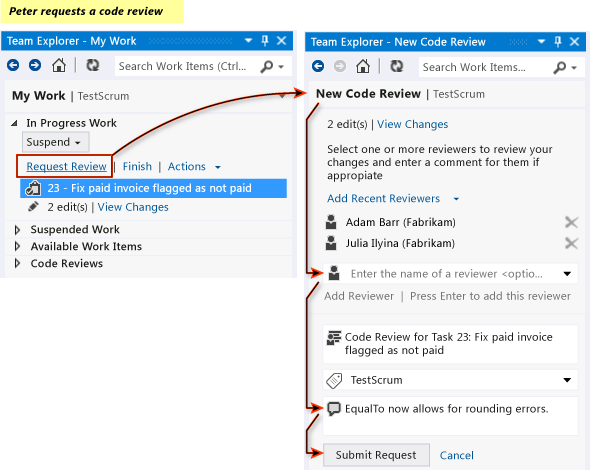 Peter requests a code review
Team Explorer - My Work
Search Work Items (Ctrl...
My Work | TestScrum
In Progress Work
Suspend
Request Review | Finish | Actions
23 - Fix paid invoice flagged as not paid
2 edit(s) | View Changes
Suspended Work
Available Work Items
Code Reviews
Team Explorer - New Code Review
Search Work Items...
New Code Review | TestScrum
2 edit(s) | View Changes
Select one or more reviewers to review your
changes and enter a comment for them if
appropiate
Add Recent Reviewers
Adam Barr (Fabrikam)
Julia Ilyina (Fabrikam)
Enter the name of a reviewer <optio...
Add Reviewer | Press Enter to add this reviewer
Code Review for Task 23: Fix paid invoice
flagged as not paid
TestScrum
EqualTo now allows for rounding errors.
Submit Request Cancel